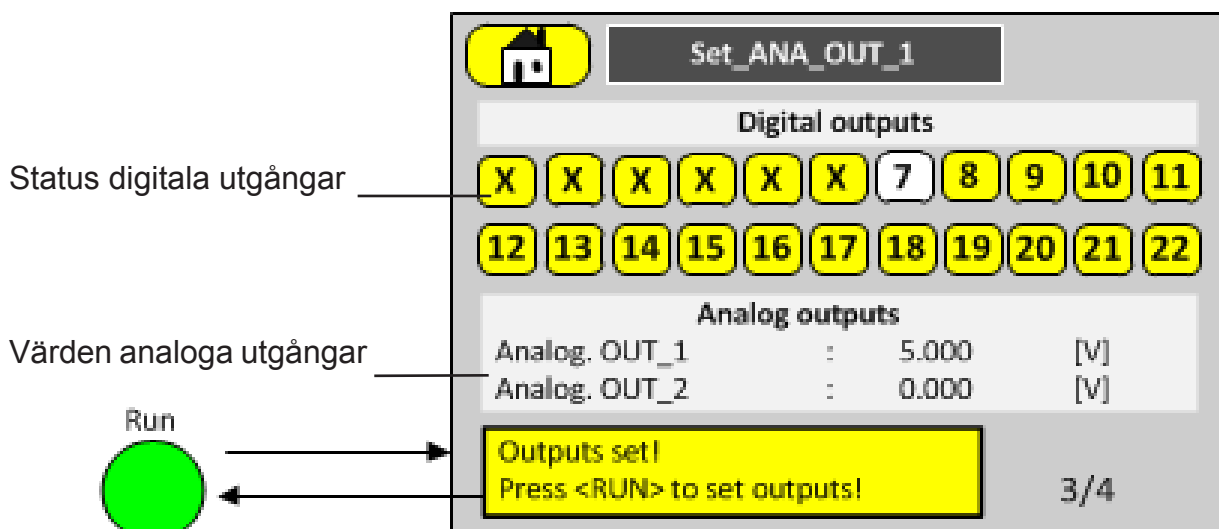 Set_ANA_OUT_1
Digital outputs
Status digitala utgångar
X X X X X X 7 8 9 10 11
12 13 14 15 16 17 18 19 20 21 22
Analog outputs
Värden analoga utgångar
Analog. OUT_1 : 5.000 [V]
Analog. OUT_2 : 0.000 [V]
Run
Outputs set!
Press <RUN> to set outputs!
3/4